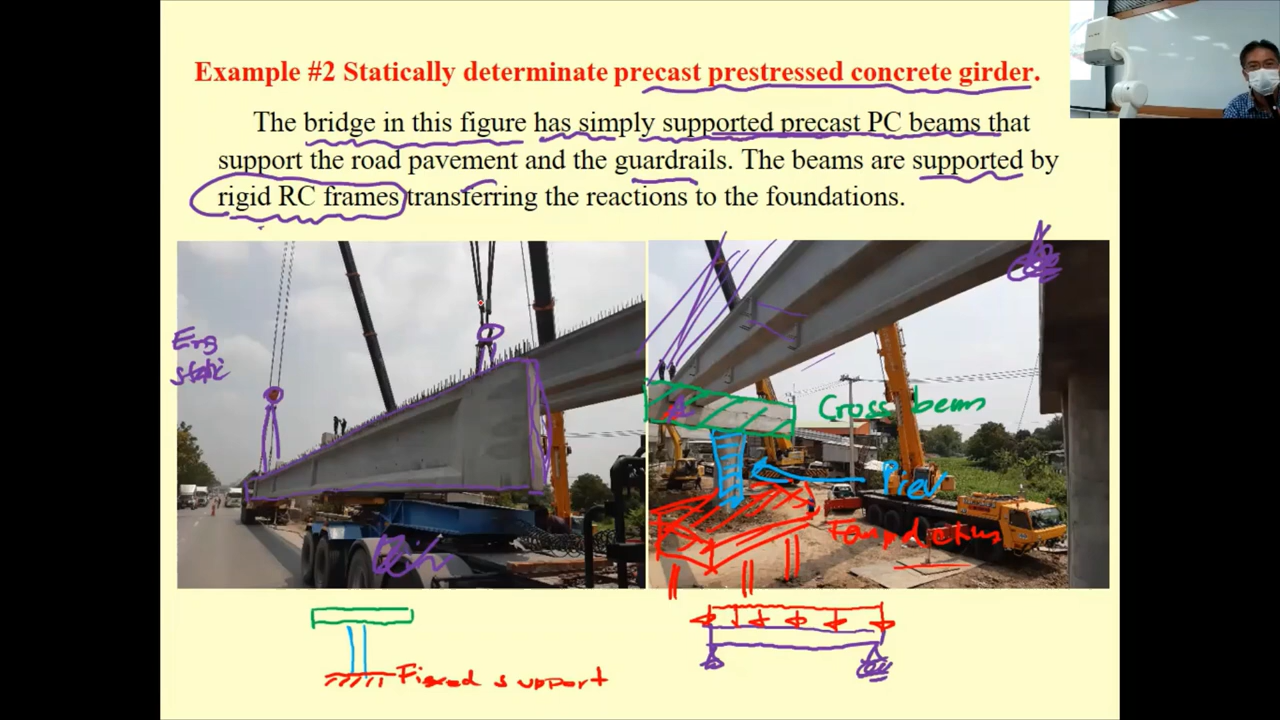 Example #2 Statically determinate precast prestressed concrete girder.
The bridge in this figure has simply supported precast PC beams that
support the road pavement and the guardrails. The beams are supported by
rigid RC frames transferring the reactions to the foundations.
Eng
static
Cross beam
Pier
Foundations
Fixed support